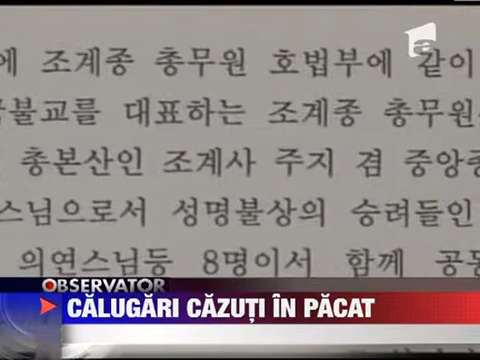 에 조계종 총무원 호법부에 같이
불교를 대표하는 조계종 총무원
총본산인 조계사 주지 겸 중앙종
스님으로서 성명불상의 승려들인
의연스님등 8명이서 함께 공동
OBSERVATOR
CĂLUGĂRI CĂZUȚI ÎN PĂCAT